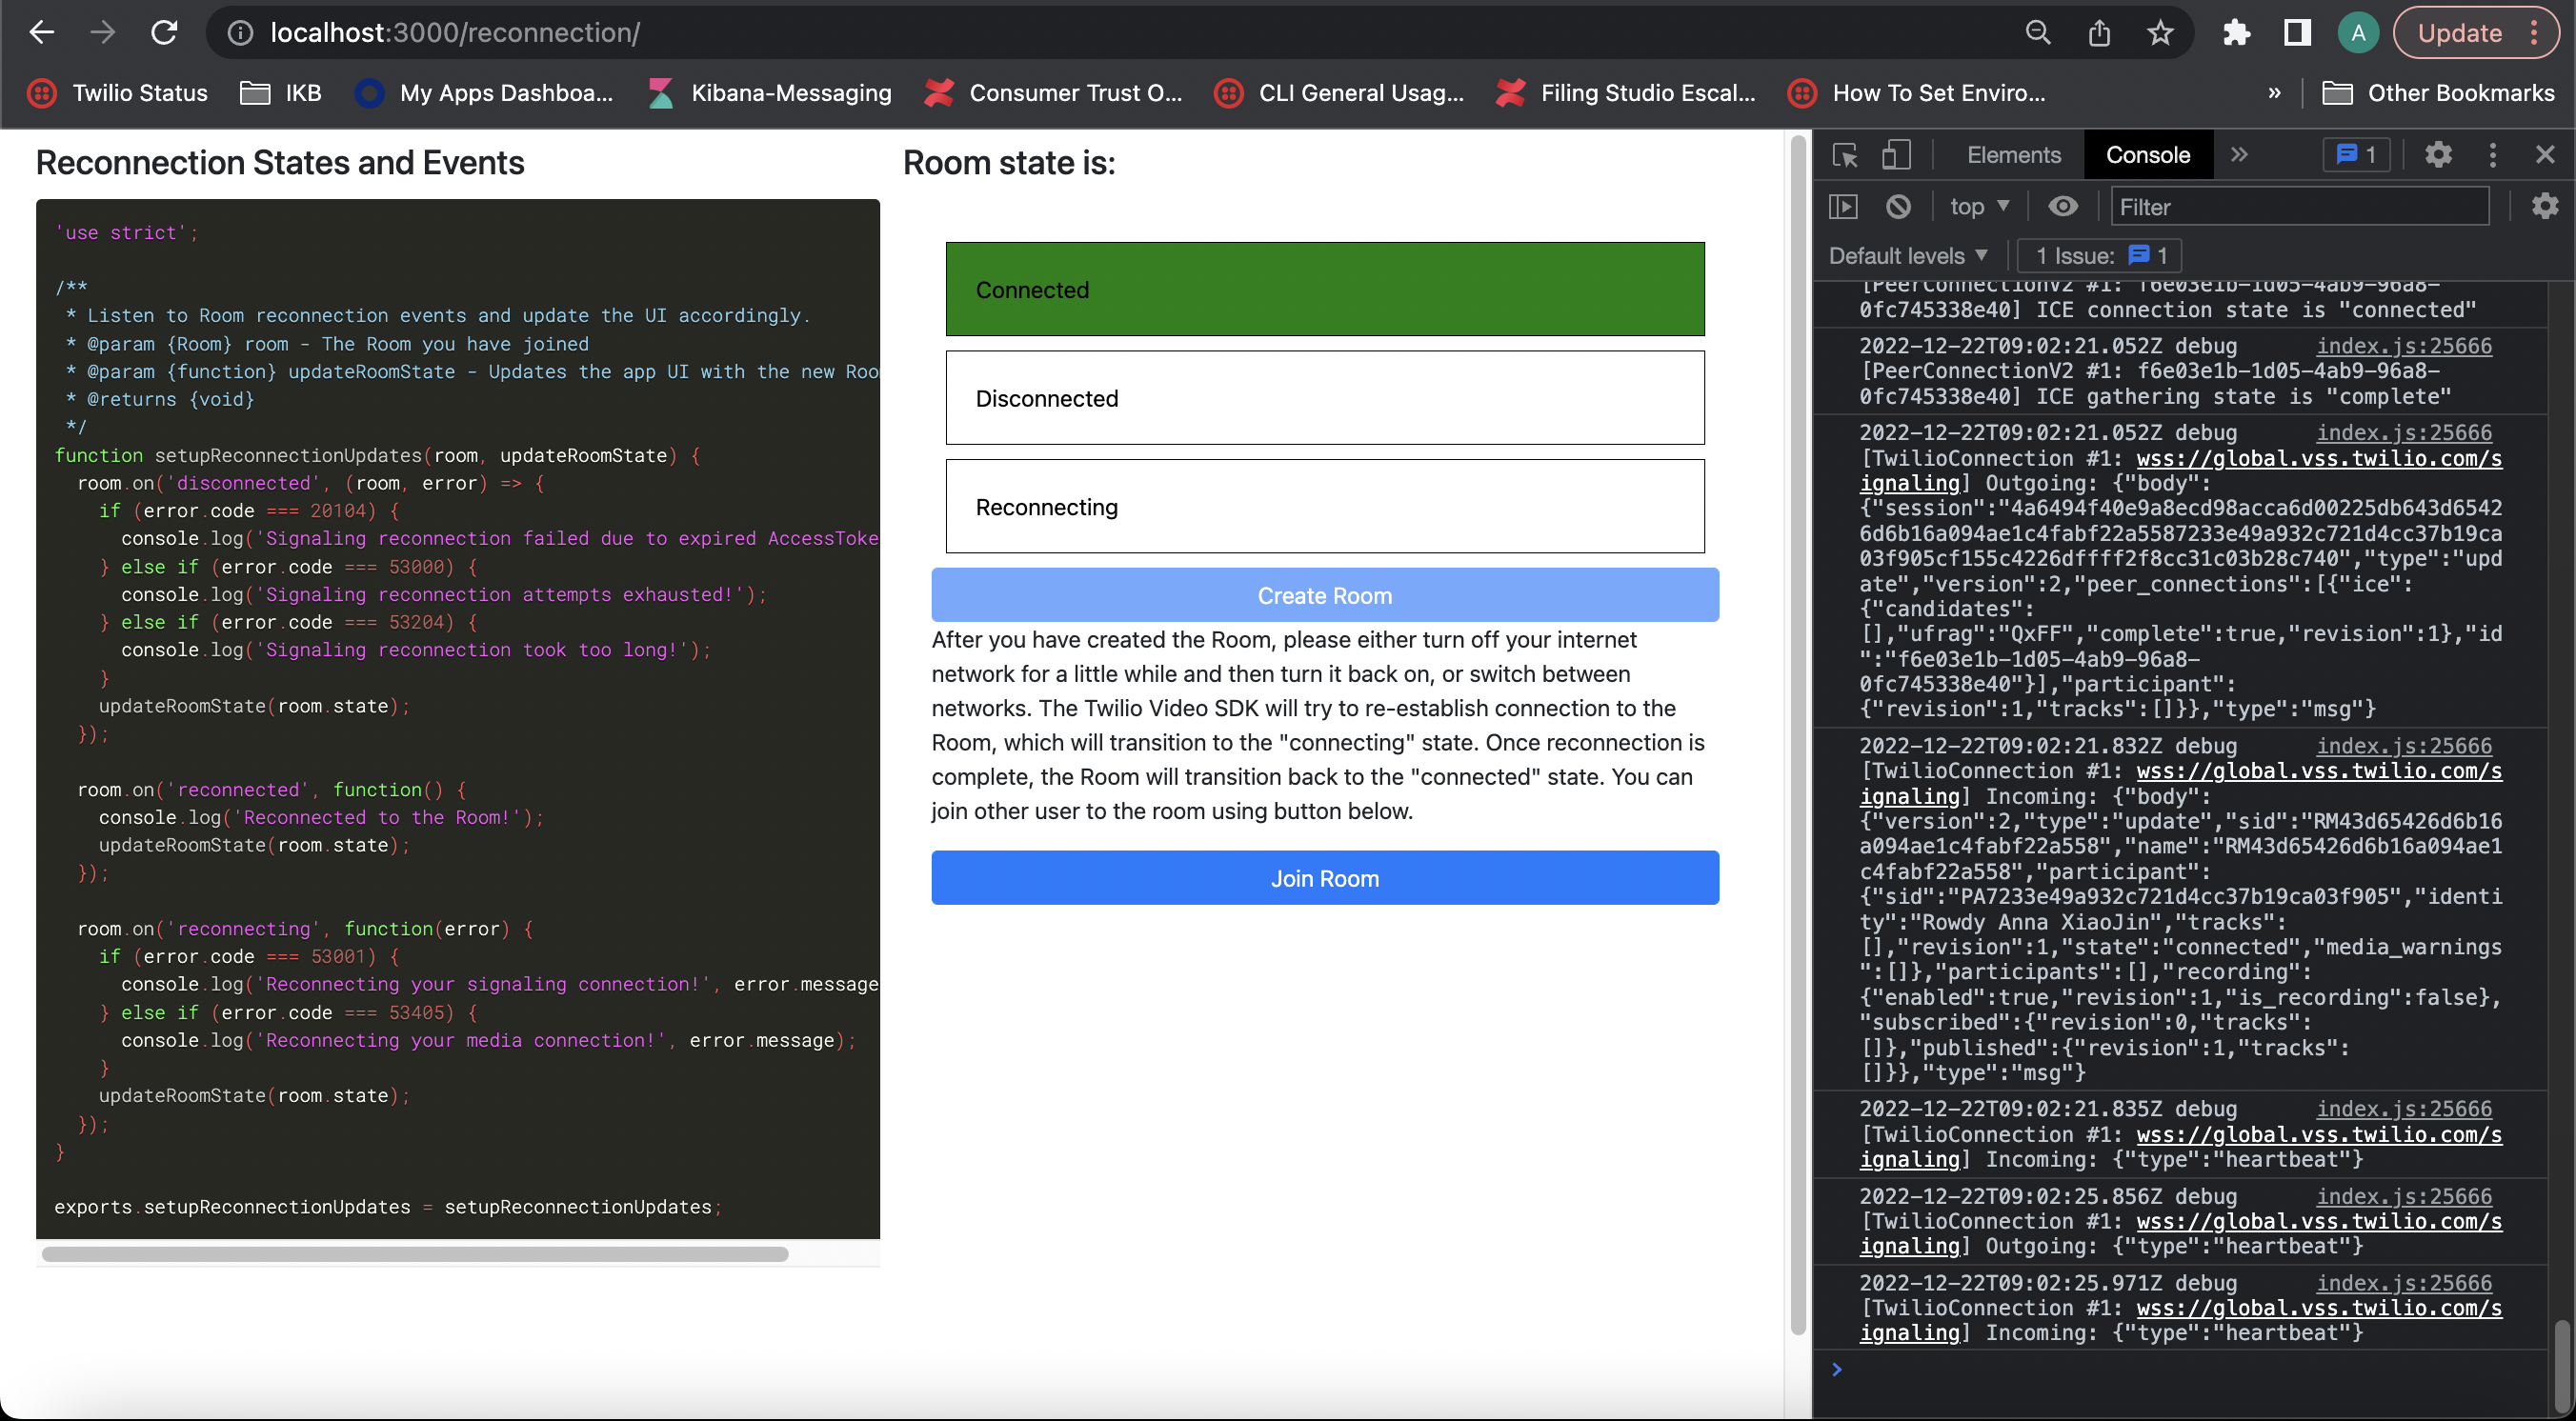 localhost:3000/reconnection/
A
Update
Twilio Status
IKB
My Apps Dashboa...
Kibana-Messaging
Consumer Trust O...
CLI General Usag...
Filing Studio Escal...
How To Set Enviro...
»
Other Bookmarks
Reconnection States and Events
'use strict';
/**
* Listen to Room reconnection events and update the UI accordingly.
* @param {Room} room - The Room you have joined
* @param {function} updateRoomState - Updates the app UI with the new Roo
* @returns {void}
*/
function setupReconnectionUpdates(room, updateRoomState) {
room.on('disconnected', (room, error) => {
if (error.code === 20104) {
console.log('Signaling reconnection failed due to expired AccessToke
} else if (error.code === 53000) {
console.log('Signaling reconnection attempts exhausted!');
} else if (error.code === 53204) {
console.log('Signaling reconnection took too long!');
}
updateRoomState(room.state);
});
room.on('reconnected', function() {
console.log('Reconnected to the Room!');
updateRoomState(room.state);
});
room.on('reconnecting', function(error) {
if (error.code === 53001) {
console.log('Reconnecting your signaling connection!', error.message
} else if (error.code === 53405) {
console.log('Reconnecting your media connection!', error.message);
}
updateRoomState(room.state);
});
}
exports.setupReconnectionUpdates = setupReconnectionUpdates;
Room state is:
Connected
Disconnected
Reconnecting
Create Room
After you have created the Room, please either turn off your internet
network for a little while and then turn it back on, or switch between
networks. The Twilio Video SDK will try to re-establish connection to the
Room, which will transition to the "connecting" state. Once reconnection is
complete, the Room will transition back to the "connected" state. You can
join other user to the room using button below.
Join Room
Elements
Console
»
1
top
Filter
Default levels
1 Issue: 1
[PeerConnectionV2 #1: f6e03e1b-1d05-4ab9-96a8-
0fc745338e40] ICE connection state is "connected"
2022-12-22T09:02:21.052Z debug index.js:25666
[PeerConnectionV2 #1: f6e03e1b-1d05-4ab9-96a8-
0fc745338e40] ICE gathering state is "complete"
2022-12-22T09:02:21.052Z debug index.js:25666
[TwilioConnection #1: wss://global.vss.twilio.com/s
ignaling] Outgoing: {"body":
{"session":"4a6494f40e9a8ecd98acca6d00225db643d6542
6d6b16a094ae1c4fabf22a5587233e49a932c721d4cc37b19ca
03f905cf155c4226dffff2f8cc31c03b28c740","type":"upd
ate","version":2,"peer_connections":[{"ice":
{"candidates":
[],"ufrag":"QxFF","complete":true,"revision":1},"id
":"f6e03e1b-1d05-4ab9-96a8-
0fc745338e40"}],"participant":
{"revision":1,"tracks":[]}},"type":"msg"}
2022-12-22T09:02:21.832Z debug index.js:25666
[TwilioConnection #1: wss://global.vss.twilio.com/s
ignaling] Incoming: {"body":
{"version":2,"type":"update","sid":"RM43d65426d6b16
a094ae1c4fabf22a558","name":"RM43d65426d6b16a094ae1
c4fabf22a558","participant":
{"sid":"PA7233e49a932c721d4cc37b19ca03f905","identi
ty":"Rowdy Anna XiaoJin","tracks":
[],"revision":1,"state":"connected","media_warnings
":[]},"participants":[],"recording":
{"enabled":true,"revision":1,"is_recording":false},
"subscribed":{"revision":0,"tracks":
[]},"published":{"revision":1,"tracks":
[]}},"type":"msg"}
2022-12-22T09:02:21.835Z debug index.js:25666
[TwilioConnection #1: wss://global.vss.twilio.com/s
ignaling] Incoming: {"type":"heartbeat"}
2022-12-22T09:02:25.856Z debug index.js:25666
[TwilioConnection #1: wss://global.vss.twilio.com/s
ignaling] Outgoing: {"type":"heartbeat"}
2022-12-22T09:02:25.971Z debug index.js:25666
[TwilioConnection #1: wss://global.vss.twilio.com/s
ignaling] Incoming: {"type":"heartbeat"}